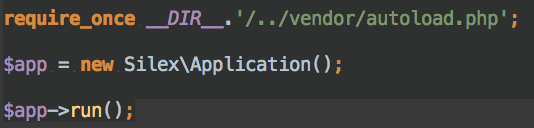 require_once __DIR__.'/../vendor/autoload.php';
$app = new Silex\Application();
$app->run();